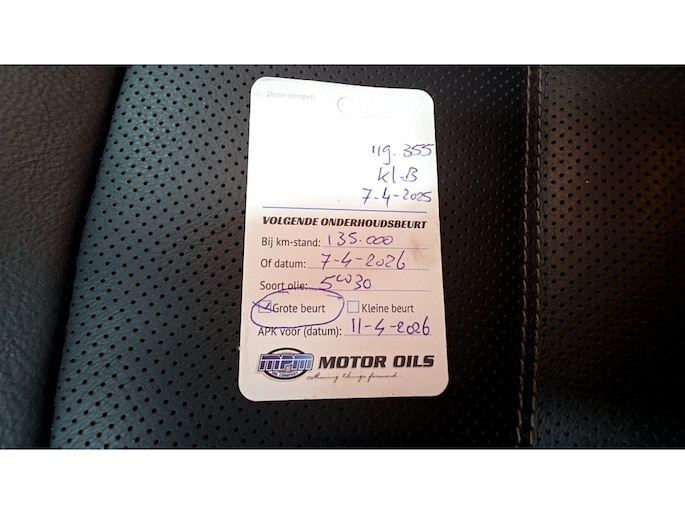 Dealerstempel:
119.355
Kl.B
7-4-2025
VOLGENDE ONDERHOUDSBEURT
Bij km-stand: 135.000
Of datum: 7-4-2026
Soort olie: 5W30
Grote beurt Kleine beurt
APK voor (datum): 11-4-2026
MPM MOTOR OILS
Moving things forward